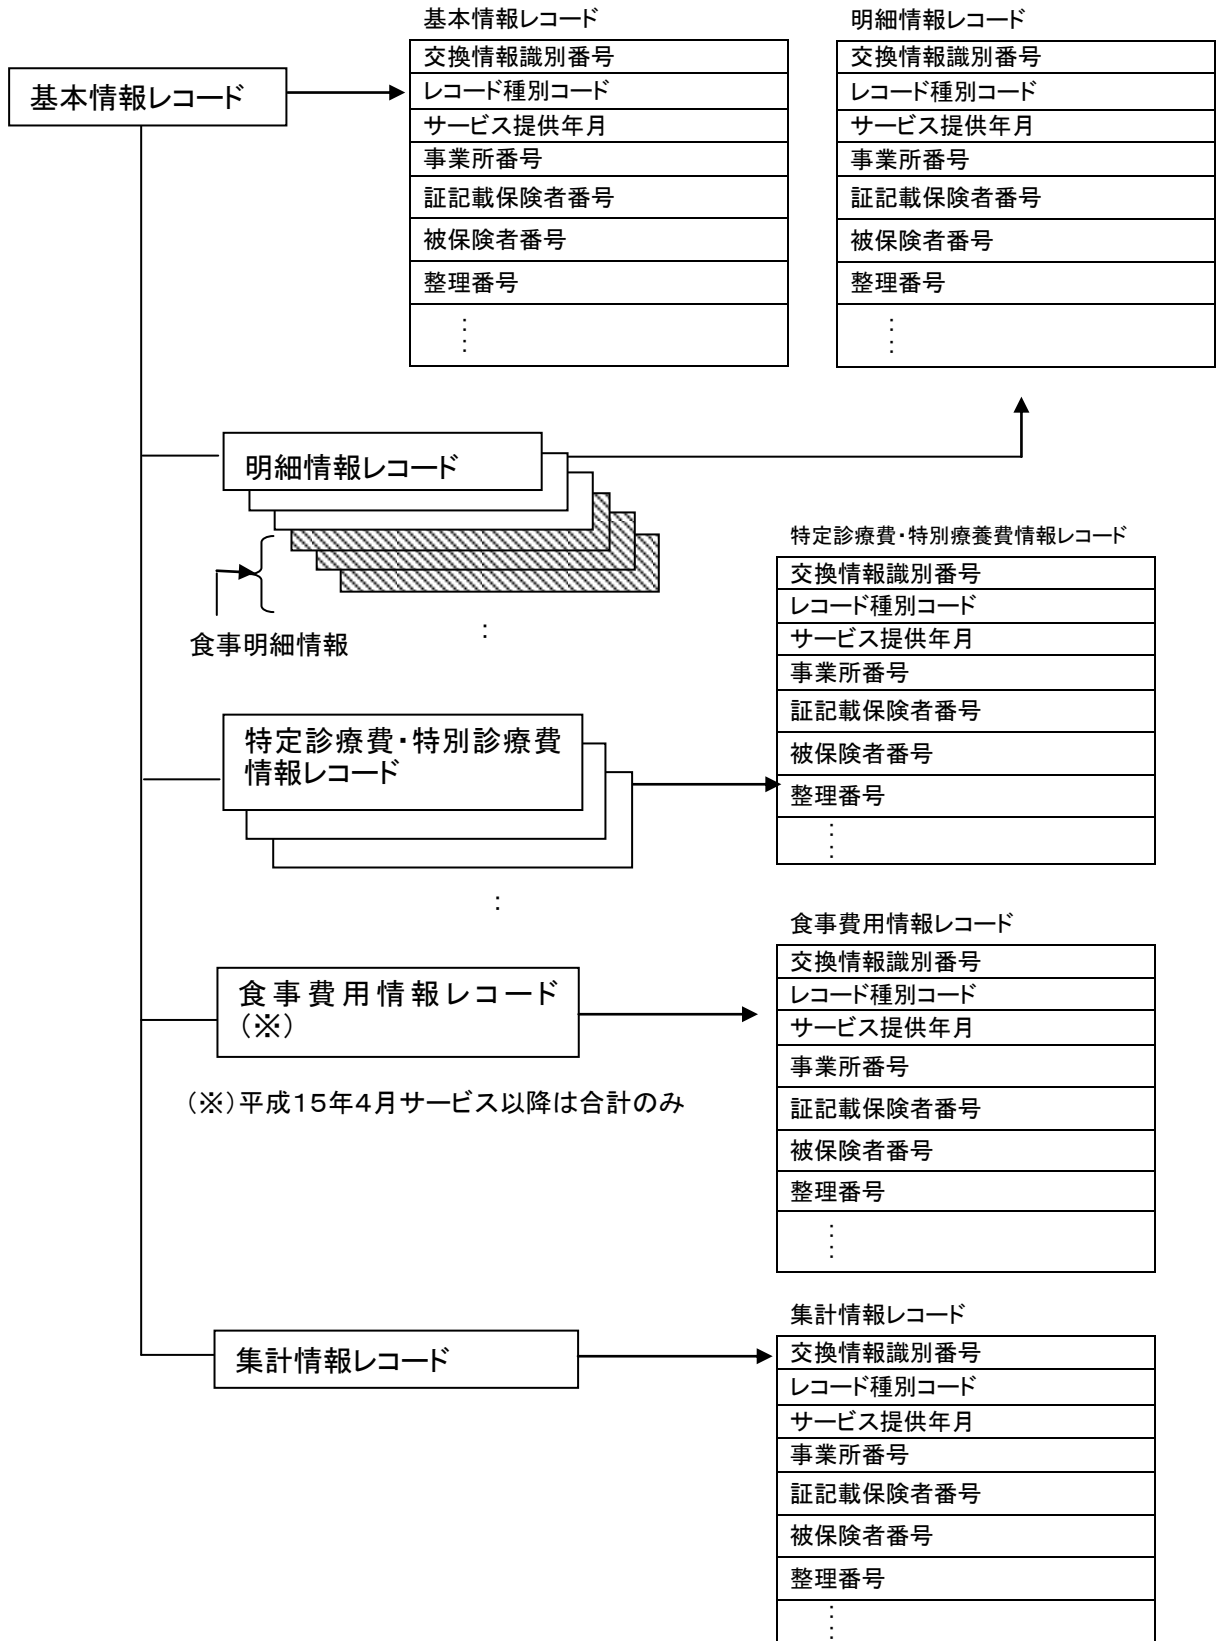 基本情報レコード
基本情報レコード
交換情報識別番号
レコード種別コード
サービス提供年月
事業所番号
証記載保険者番号
被保険者番号
整理番号
:
:
明細情報レコード
交換情報識別番号
レコード種別コード
サービス提供年月
事業所番号
証記載保険者番号
被保険者番号
整理番号
:
:
明細情報レコード
食事明細情報
:
特定診療費・特別療養費情報レコード
交換情報識別番号
レコード種別コード
サービス提供年月
事業所番号
証記載保険者番号
被保険者番号
整理番号
:
:
特定診療費・特別診療費
情報レコード
:
食事費用情報レコード
交換情報識別番号
レコード種別コード
サービス提供年月
事業所番号
証記載保険者番号
被保険者番号
整理番号
:
:
食事費用情報レコード
(※)
(※)平成15年4月サービス以降は合計のみ
集計情報レコード
集計情報レコード
交換情報識別番号
レコード種別コード
サービス提供年月
事業所番号
証記載保険者番号
被保険者番号
整理番号
:
: